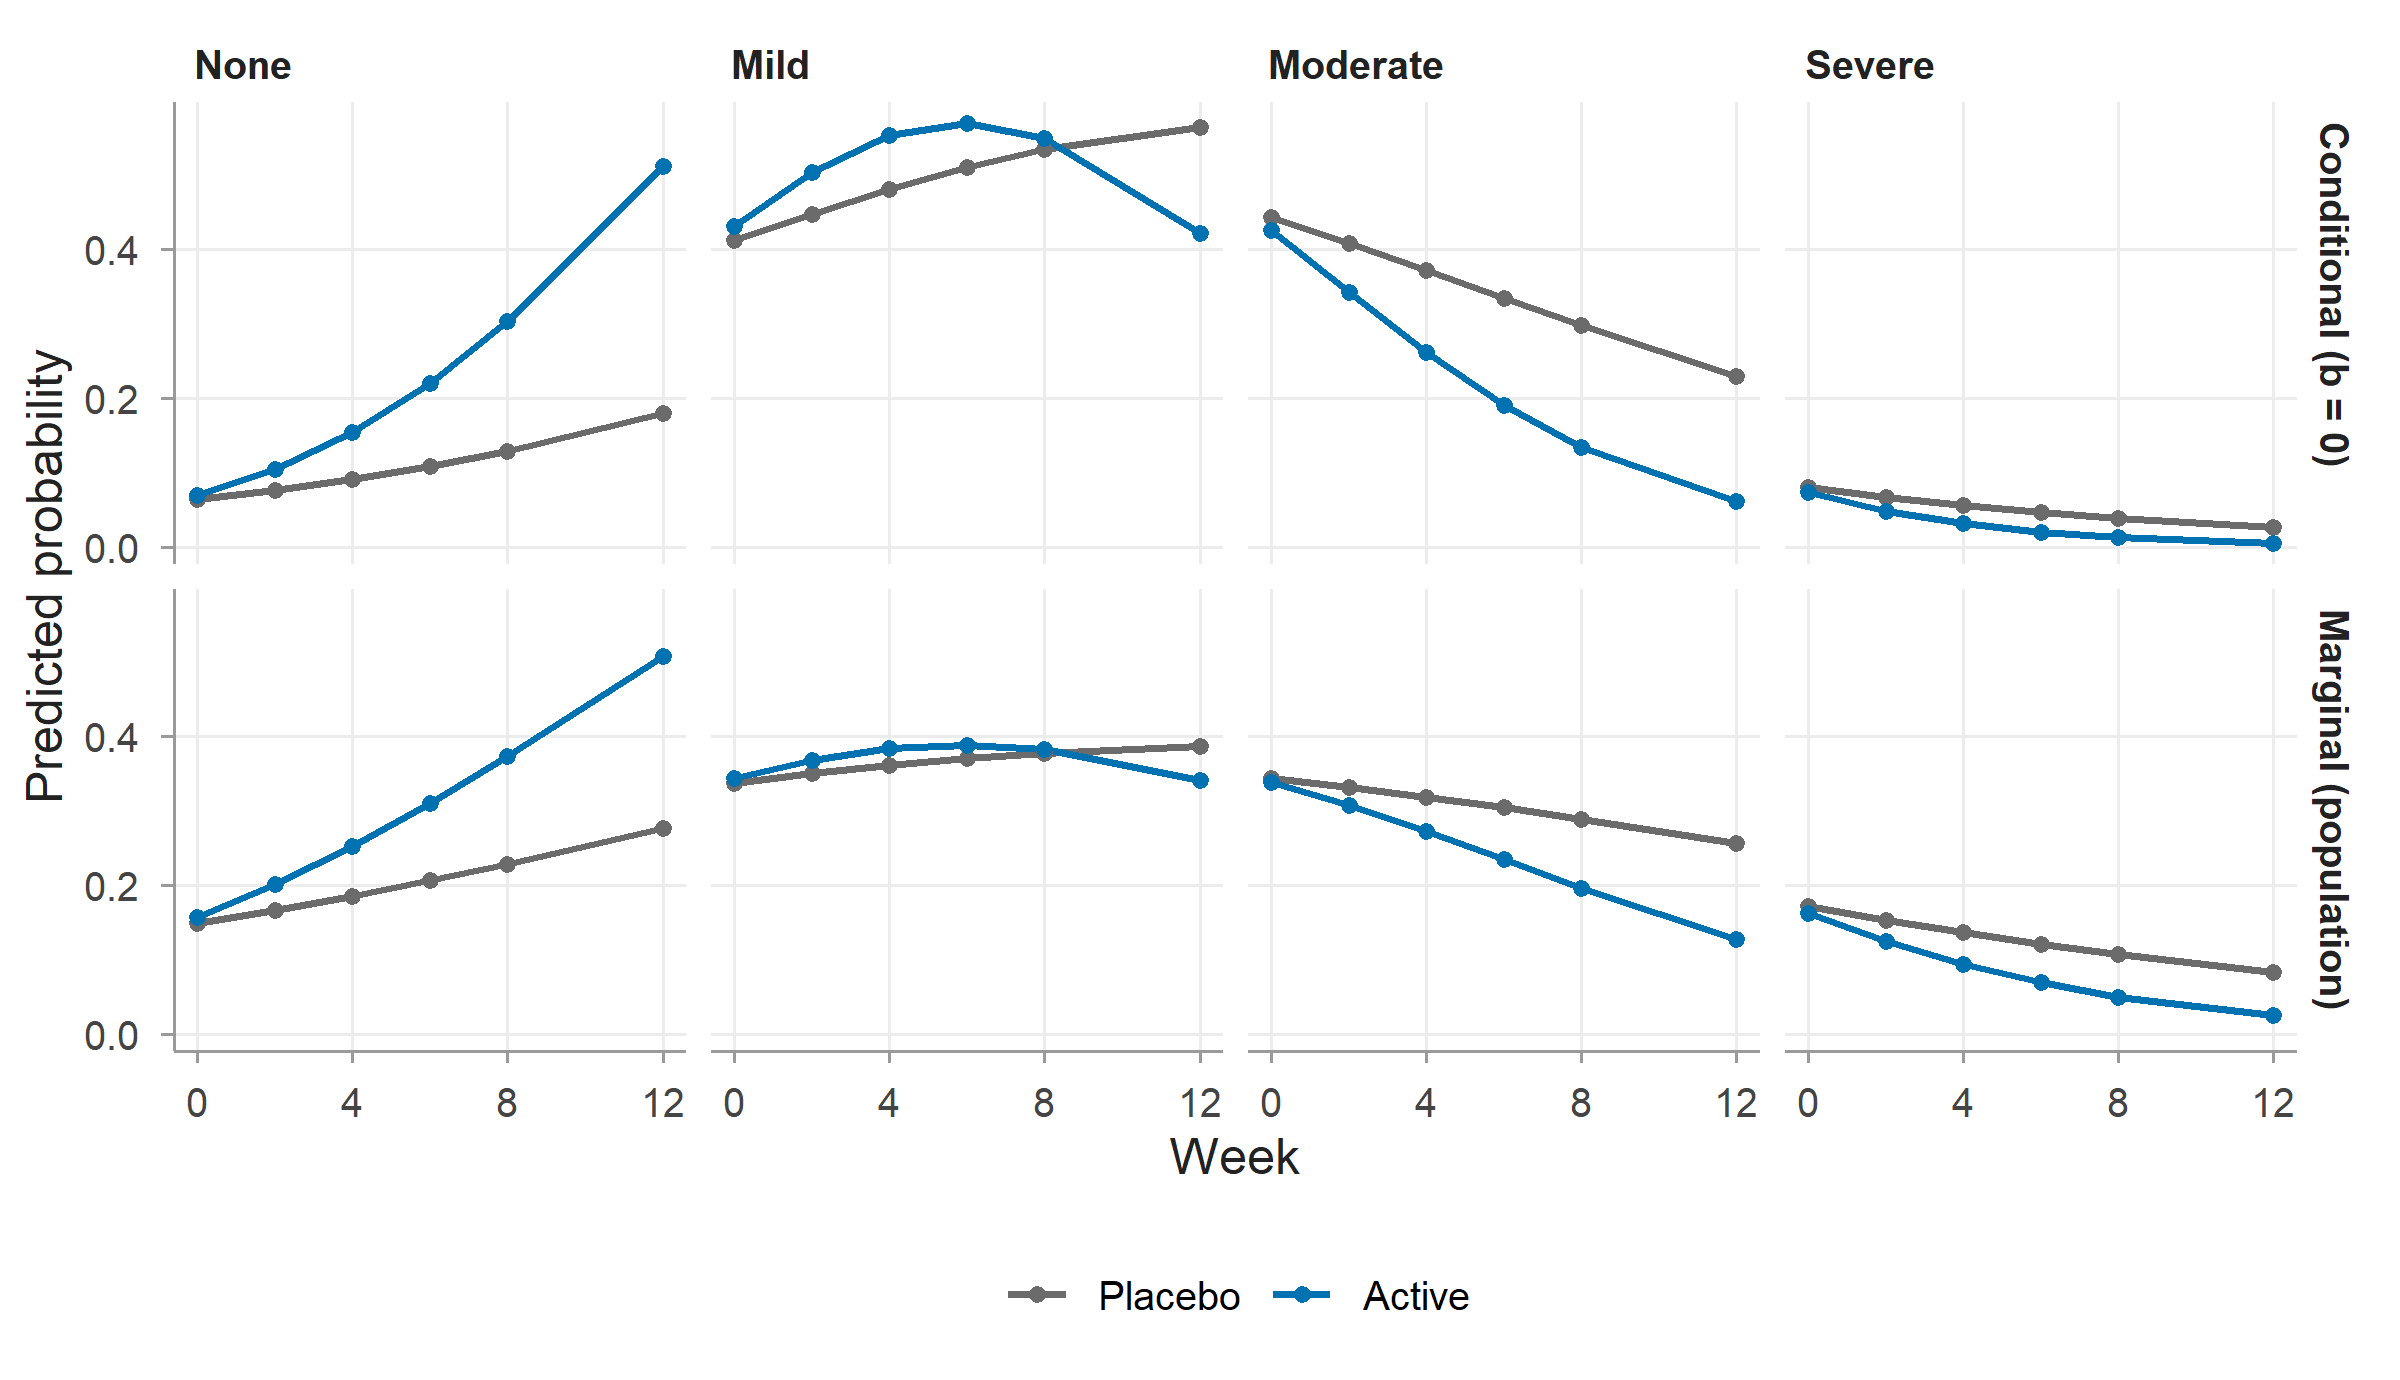 None Mild Moderate Severe
Predicted probability
0.4
0.2
0.0
Conditional (b = 0)
0.4
0.2
0.0
Marginal (population)
0 4 8 12 0 4 8 12 0 4 8 12 0 4 8 12
Week
Placebo Active